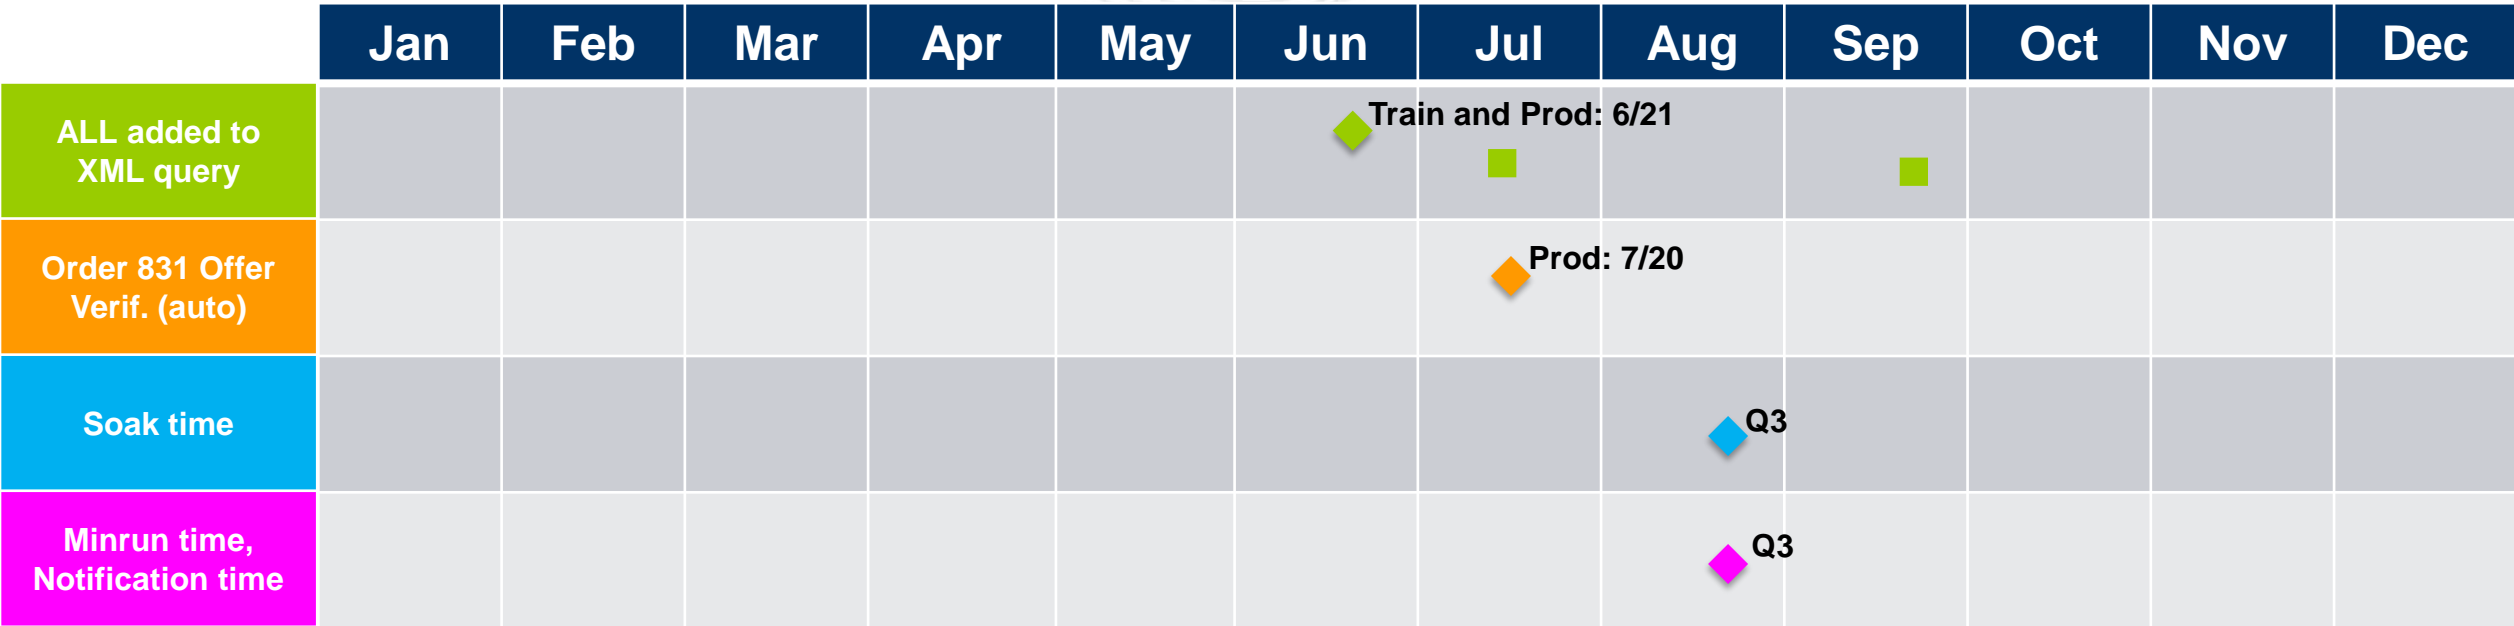 Jan Feb Mar Apr May Jun Jul Aug Sep Oct Nov Dec
ALL added to
XML query
Train and Prod: 6/21
Order 831 Offer
Verif. (auto)
Prod: 7/20
Soak time
Q3
Minrun time,
Notification time
Q3